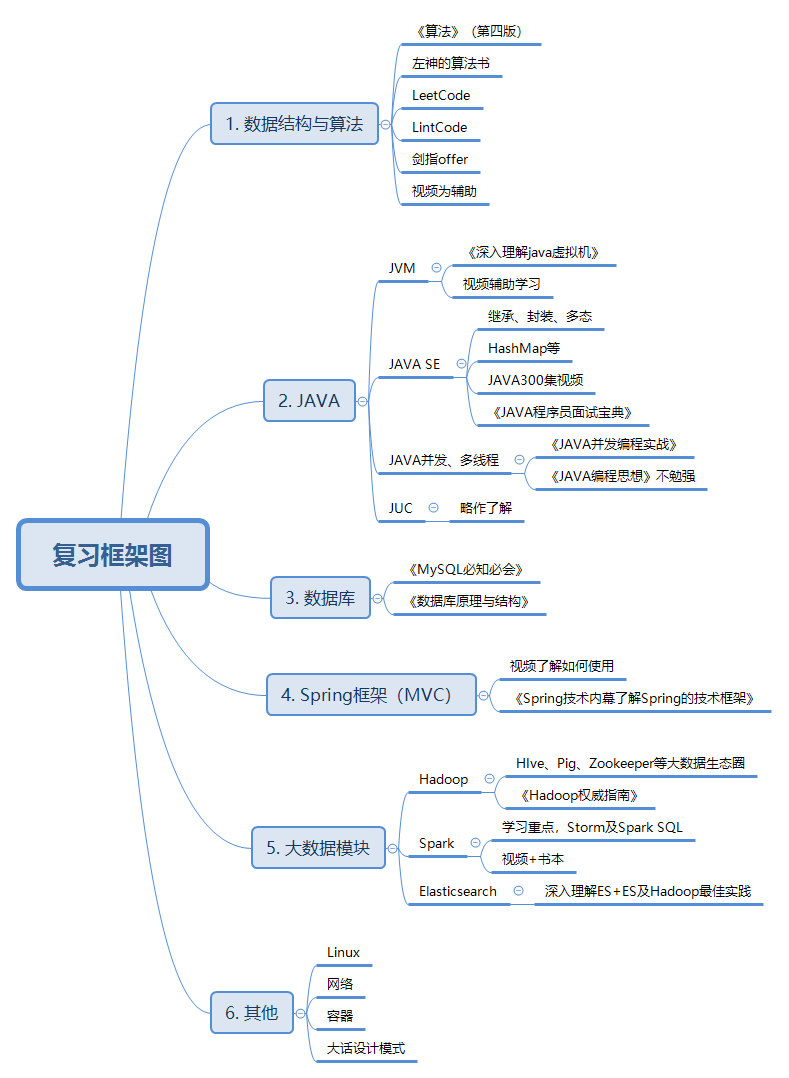 复习框架图
1. 数据结构与算法
《算法》（第四版）
左神的算法书
LeetCode
LintCode
剑指offer
视频为辅助
2. JAVA
JVM
《深入理解java虚拟机》
视频辅助学习
JAVA SE
继承、封装、多态
HashMap等
JAVA300集视频
《JAVA程序员面试宝典》
JAVA并发、多线程
《JAVA并发编程实战》
《JAVA编程思想》不勉强
JUC
略作了解
3. 数据库
《MySQL必知必会》
《数据库原理与结构》
4. Spring框架（MVC）
视频了解如何使用
《Spring技术内幕了解Spring的技术框架》
5. 大数据模块
Hadoop
HIve、Pig、Zookeeper等大数据生态圈
《Hadoop权威指南》
Spark
学习重点，Storm及Spark SQL
视频+书本
Elasticsearch
深入理解ES+ES及Hadoop最佳实践
6. 其他
Linux
网络
容器
大话设计模式